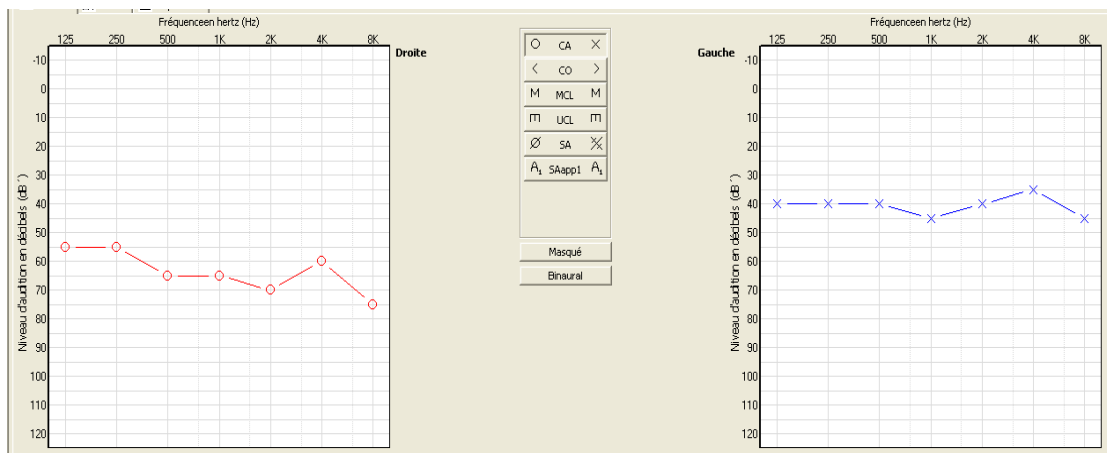 Fréquenceen hertz (Hz)
125 250 500 1K 2K 4K 8K
Droite
-10
0
10
20
30
40
50
60
70
80
90
100
110
120
Niveau d'audition en décibels (dB´)
CA
< CO >
M MCL M
UCL
SA
A₁ SAapp1 A₁
Masqué
Binaural
Fréquenceen hertz (Hz)
125 250 500 1K 2K 4K 8K
Gauche
-10
0
10
20
30
40
50
60
70
80
90
100
110
120
Niveau d'audition en décibels (dB´)